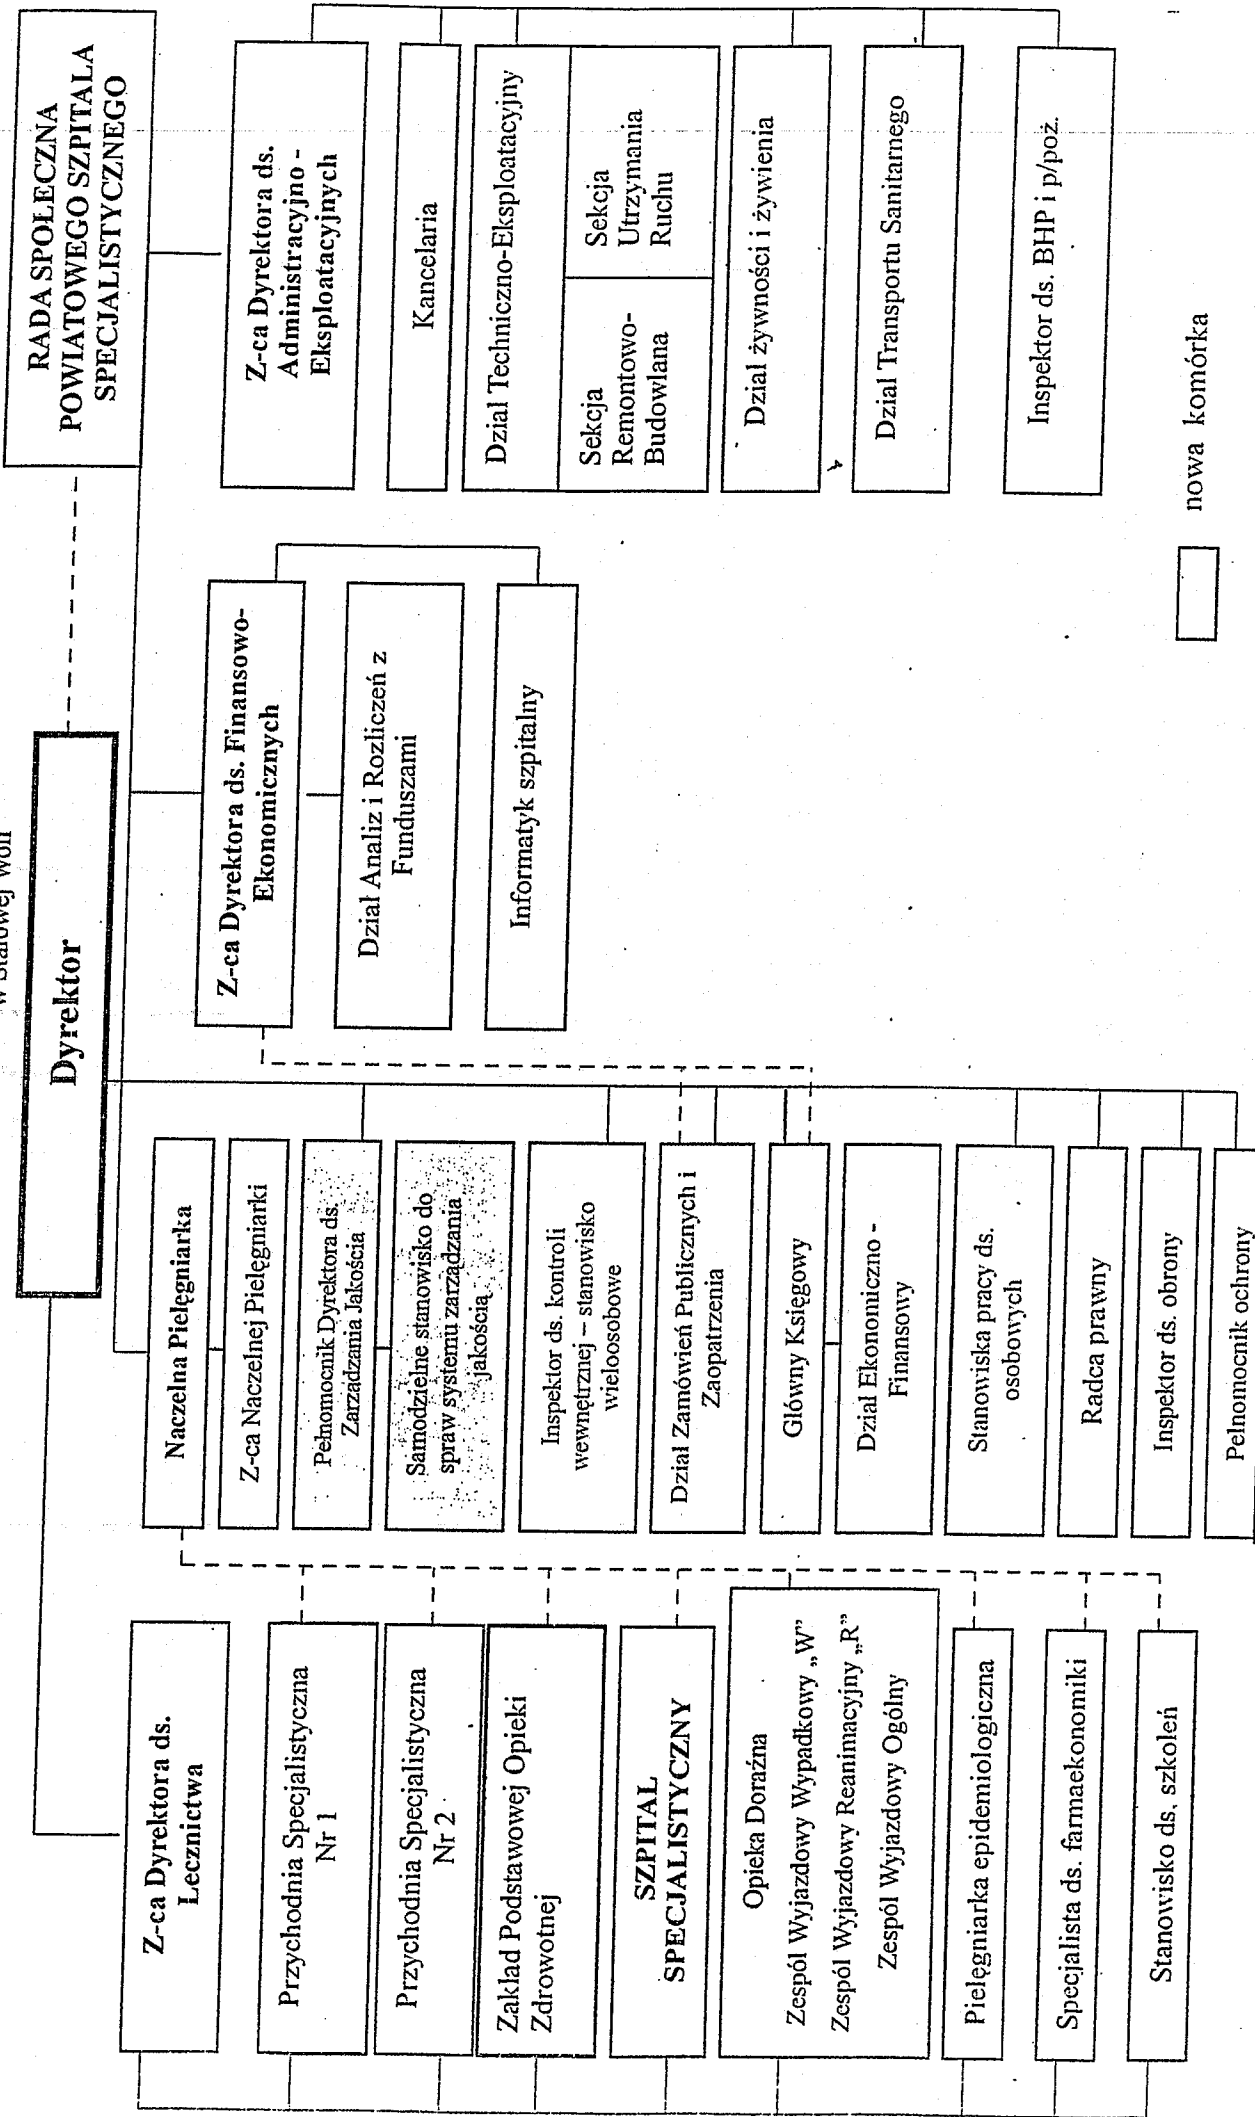 w Stalowej Woli
Dyrektor
RADA SPOŁECZNA
POWIATOWEGO SZPITALA
SPECJALISTYCZNEGO
Z-ca Dyrektora ds.
Lecznictwa
Przychodnia Specjalistyczna
Nr 1
Przychodnia Specjalistyczna
Nr 2
Zakład Podstawowej Opieki
Zdrowotnej
SZPITAL
SPECJALISTYCZNY
Opieka Doraźna
Zespół Wyjazdowy Wypadkowy „W”
Zespół Wyjazdowy Reanimacyjny „R”
Zespół Wyjazdowy Ogólny
Pielęgniarka epidemiologiczna
Specjalista ds. farmaekonomiki
Stanowisko ds. szkoleń
Naczelna Pielęgniarka
Z-ca Naczelnej Pielęgniarki
Pełnomocnik Dyrektora ds.
Zarządzania Jakością
Samodzielne stanowisko do
spraw systemu zarządzania
jakością
Inspektor ds. kontroli
wewnętrznej – stanowisko
wieloosobowe
Dział Zamówień Publicznych i
Zaopatrzenia
Główny Księgowy
Dział Ekonomiczno -
Finansowy
Stanowiska pracy ds.
osobowych
Radca prawny
Inspektor ds. obrony
Pełnomocnik ochrony
Z-ca Dyrektora ds. Finansowo-
Ekonomicznych
Dział Analiz i Rozliczeń z
Funduszami
Informatyk szpitalny
Z-ca Dyrektora ds.
Administracyjno -
Eksploatacyjnych
Kancelaria
Dział Techniczno-Eksploatacyjny
Sekcja
Remontowo-
Budowlana
Sekcja
Utrzymania
Ruchu
Dział żywności i żywienia
Dział Transportu Sanitarnego
Inspektor ds. BHP i p/poż.
nowa komórka